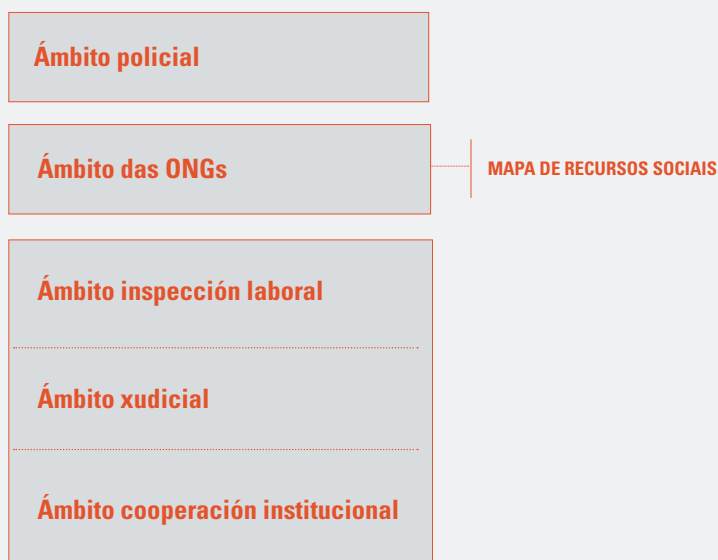 Ámbito policial
Ámbito das ONGs
MAPA DE RECURSOS SOCIAIS
Ámbito inspección laboral
Ámbito xudicial
Ámbito cooperación institucional